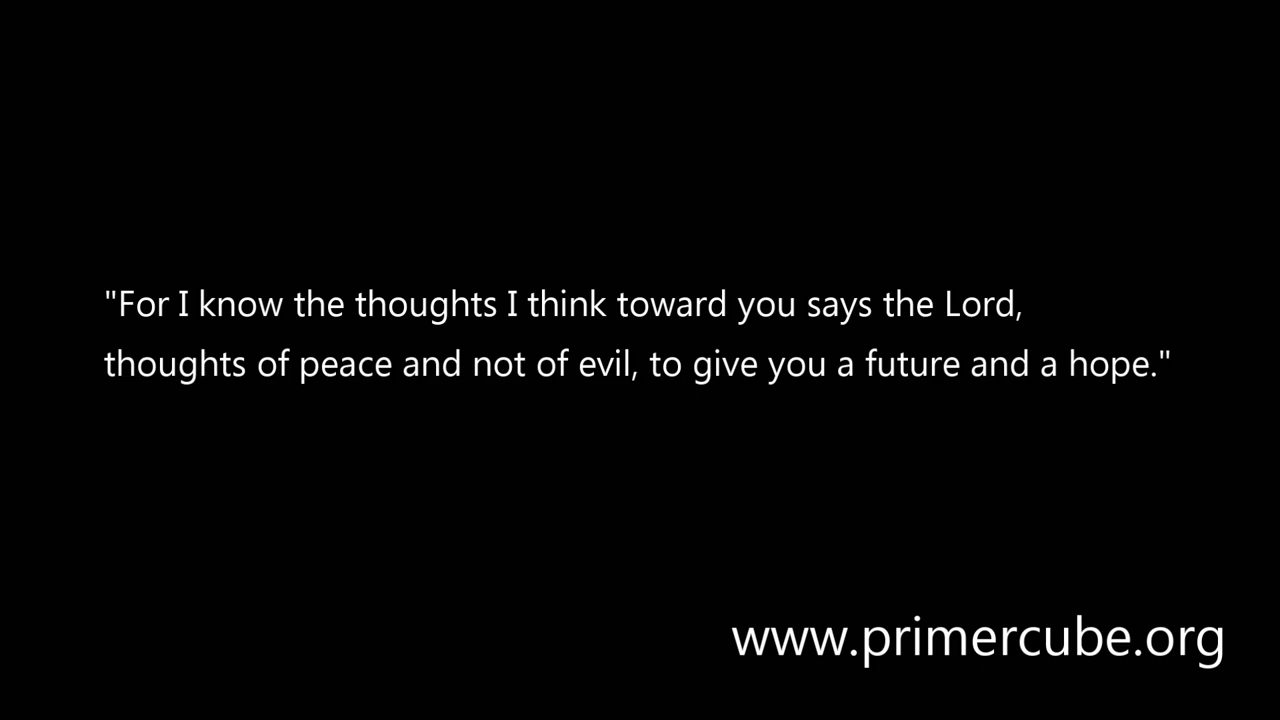 "For I know the thoughts I think toward you says the Lord,
thoughts of peace and not of evil, to give you a future and a hope."
www.primercube.org